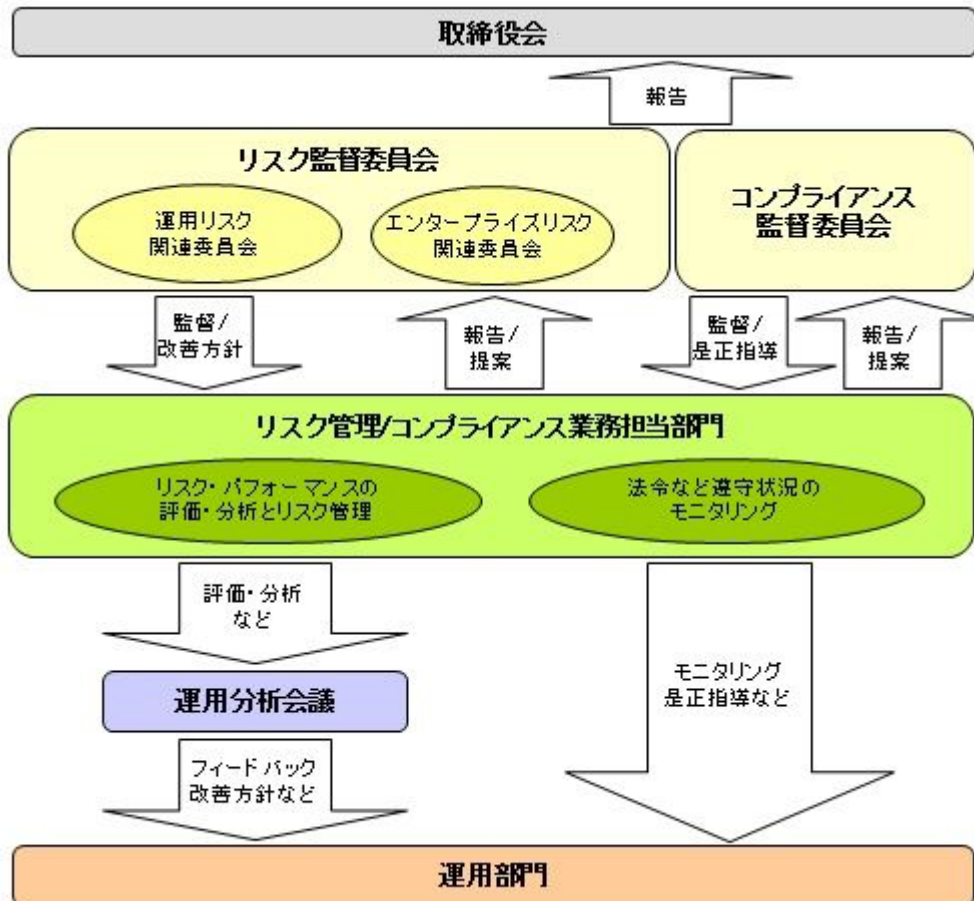 取締役会
報告
リスク監督委員会
運用リスク
関連委員会
エンタープライズリスク
関連委員会
コンプライアンス
監督委員会
監督/
改善方針
報告/
提案
監督/
是正指導
報告/
提案
リスク管理/コンプライアンス業務担当部門
リスク・パフォーマンスの
評価・分析とリスク管理
法令など遵守状況の
モニタリング
評価・分析
など
運用分析会議
モニタリング
是正指導など
フィードバック
改善方針など
運用部門